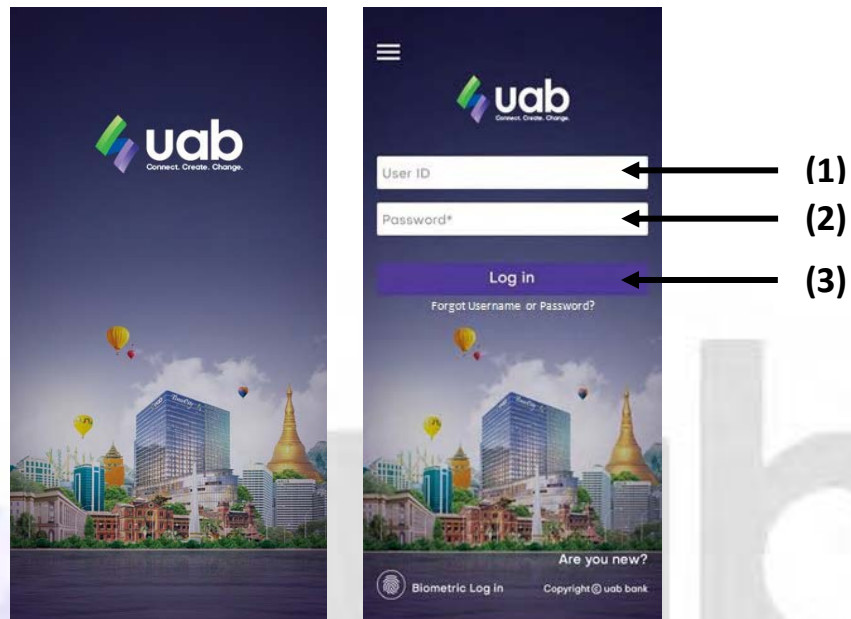 uab
Connect. Create. Change.
uab
Connect. Create. Change.
User ID
(1)
Password*
(2)
Log in
(3)
Forgot Username or Password?
Are you new?
Biometric Log in
Copyright © uab bank